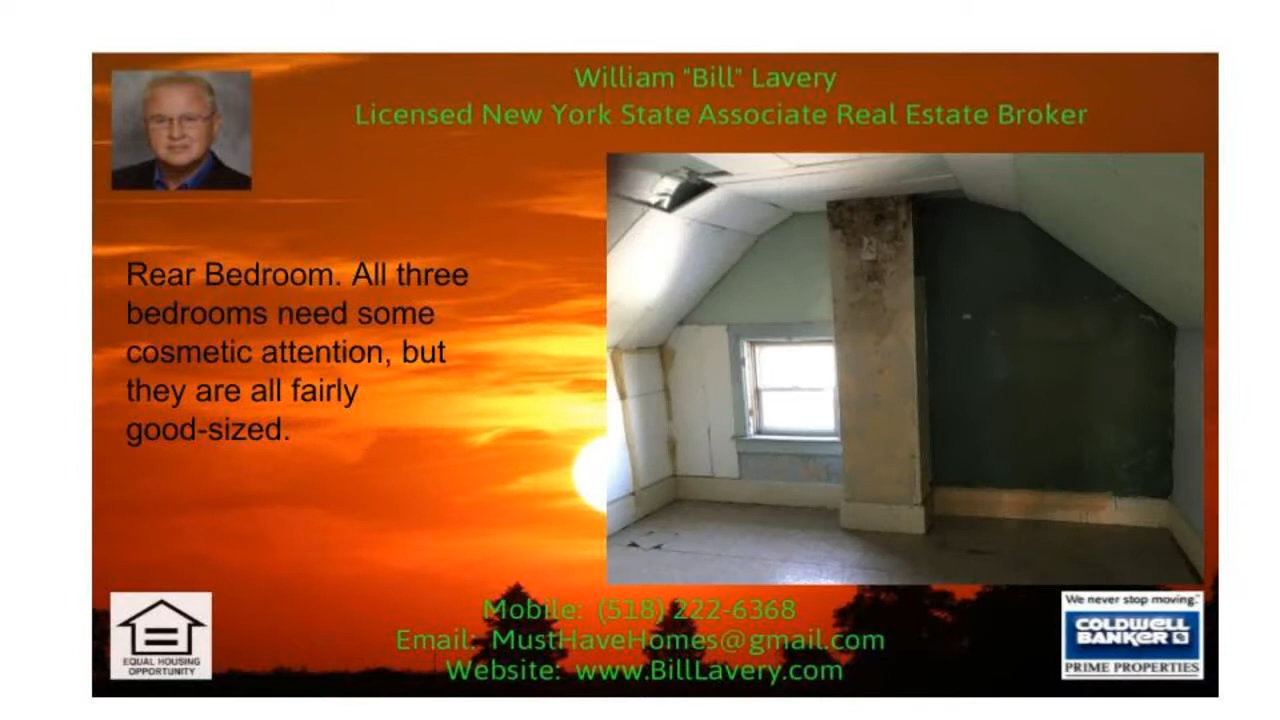 William "Bill" Lavery
Licensed New York State Associate Real Estate Broker
Rear Bedroom. All three
bedrooms need some
cosmetic attention, but
they are all fairly
good-sized.
Mobile: (518) 222-6368
Email: MustHaveHomes@gmail.com
Website: www.BillLavery.com
EQUAL HOUSING
OPPORTUNITY
We never stop moving.™
COLDWELL
BANKER
PRIME PROPERTIES